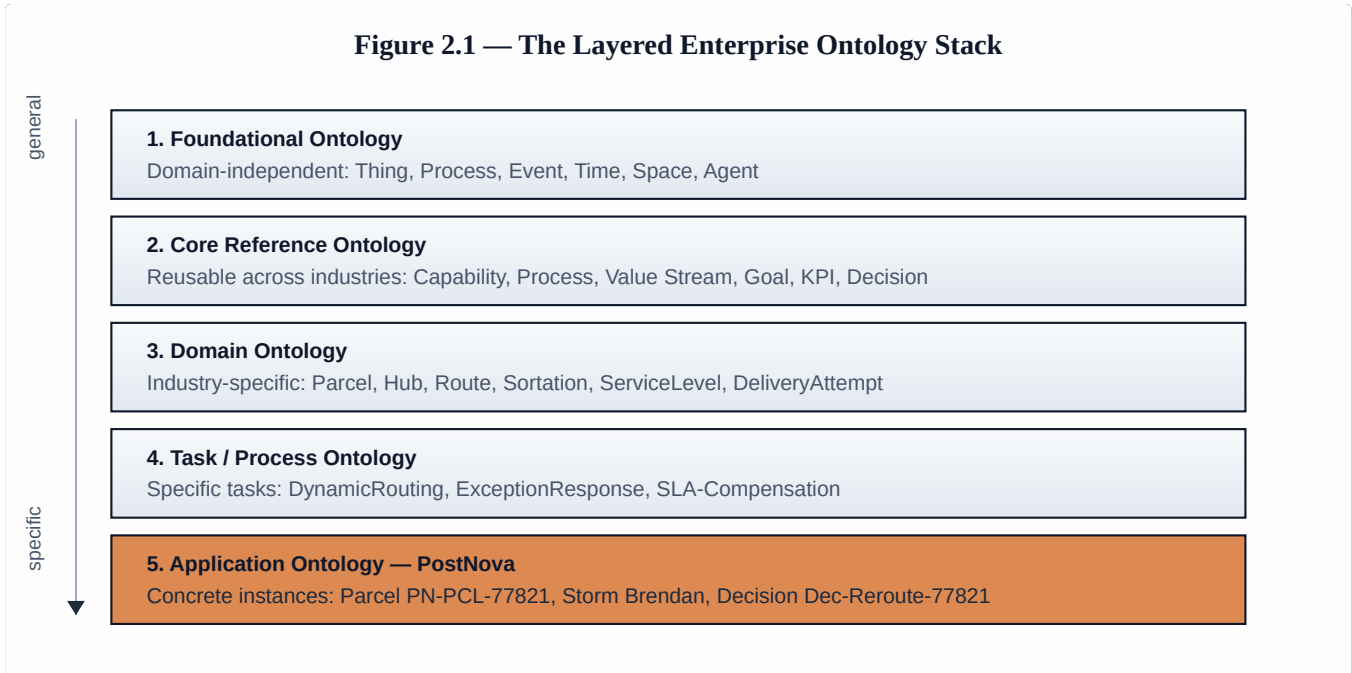 Figure 2.1 — The Layered Enterprise Ontology Stack
general
1. Foundational Ontology
Domain-independent: Thing, Process, Event, Time, Space, Agent
2. Core Reference Ontology
Reusable across industries: Capability, Process, Value Stream, Goal, KPI, Decision
3. Domain Ontology
Industry-specific: Parcel, Hub, Route, Sortation, ServiceLevel, DeliveryAttempt
4. Task / Process Ontology
Specific tasks: DynamicRouting, ExceptionResponse, SLA-Compensation
specific
5. Application Ontology — PostNova
Concrete instances: Parcel PN-PCL-77821, Storm Brendan, Decision Dec-Reroute-77821